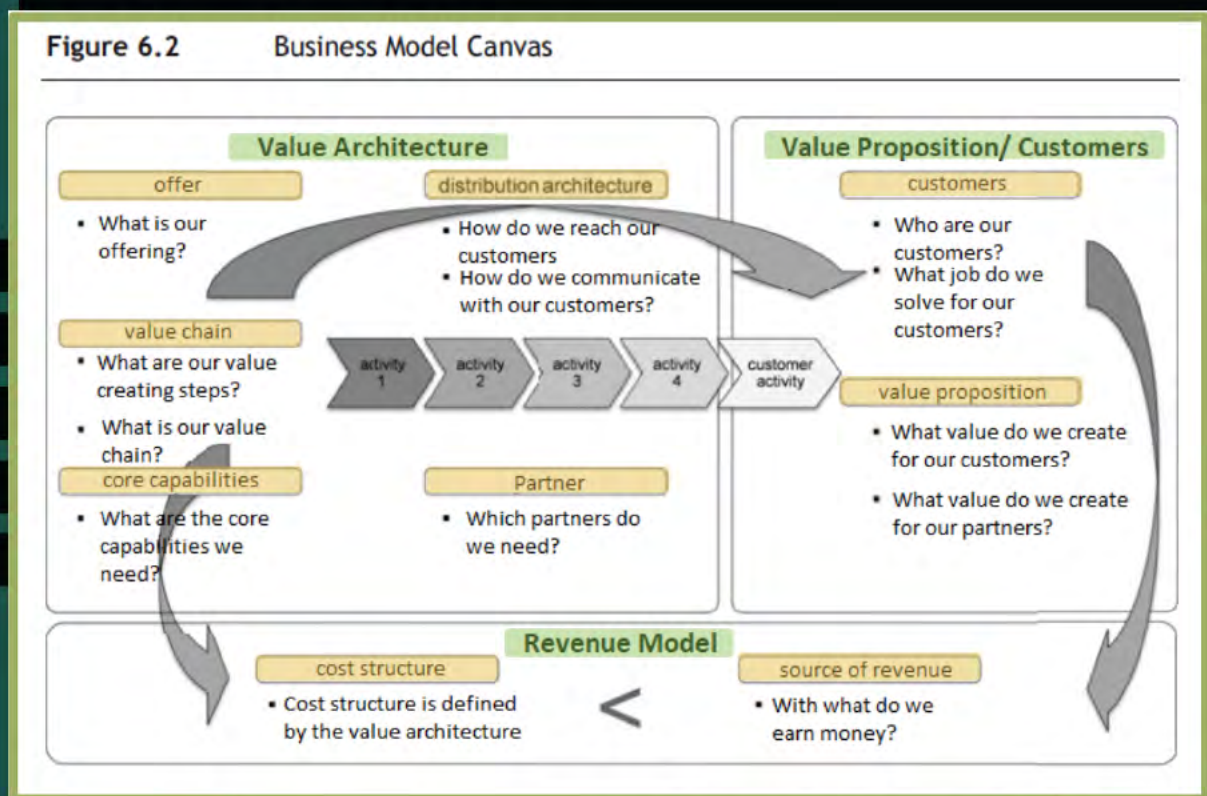 Figure 6.2 Business Model Canvas
Value Architecture
offer
▪ What is our
offering?
distribution architecture
▪ How do we reach our
customers
▪ How do we communicate
with our customers?
value chain
▪ What are our value
creating steps?
▪ What is our value
chain?
activity
1
activity
2
activity
3
activity
4
customer
activity
core capabilities
▪ What are the core
capabilities we
need?
Partner
▪ Which partners do
we need?
Value Proposition/ Customers
customers
▪ Who are our
customers?
▪ What job do we
solve for our
customers?
value proposition
▪ What value do we create
for our customers?
▪ What value do we create
for our partners?
Revenue Model
cost structure
▪ Cost structure is defined
by the value architecture
<
source of revenue
▪ With what do we
earn money?